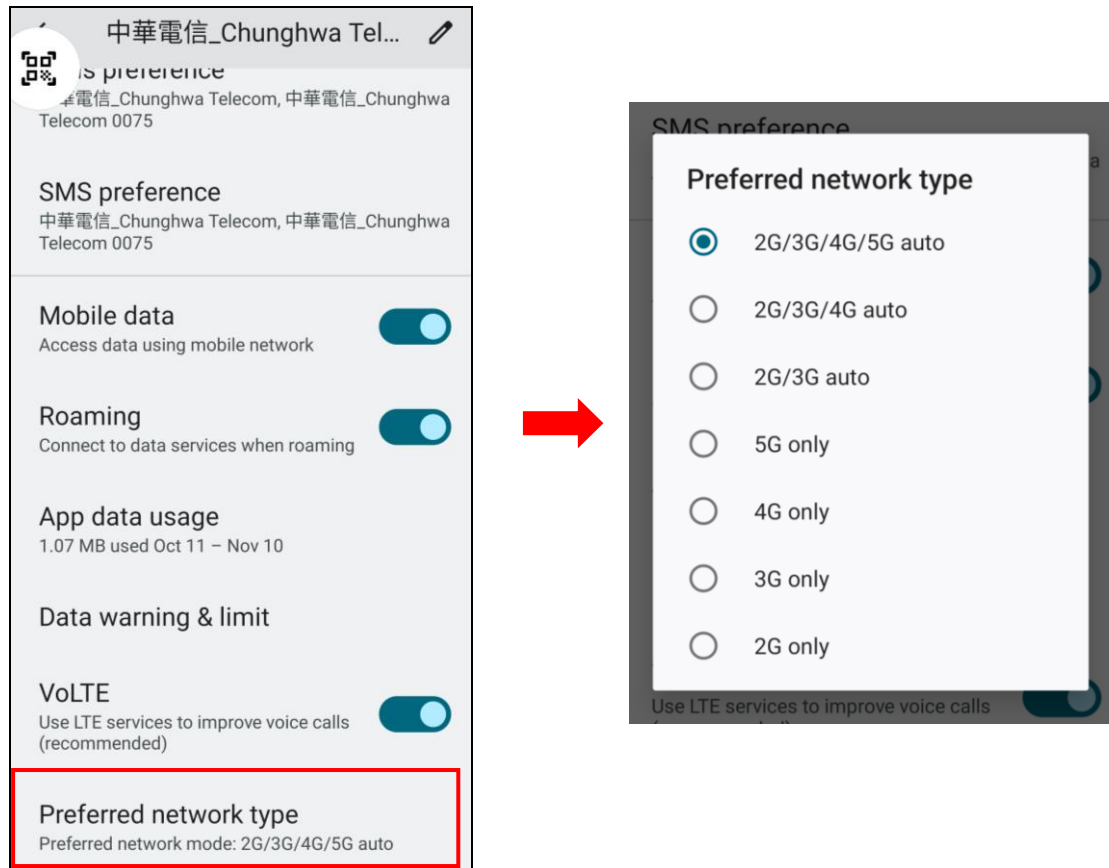 中華電信_Chunghwa Tel...
s preference
華電信_Chunghwa Telecom, 中華電信_Chunghwa
Telecom 0075
SMS preference
中華電信_Chunghwa Telecom, 中華電信_Chunghwa
Telecom 0075
Mobile data
Access data using mobile network
Roaming
Connect to data services when roaming
App data usage
1.07 MB used Oct 11 – Nov 10
Data warning & limit
VoLTE
Use LTE services to improve voice calls
(recommended)
Preferred network type
Preferred network mode: 2G/3G/4G/5G auto
SMS preference
a
Preferred network type
2G/3G/4G/5G auto
2G/3G/4G auto
2G/3G auto
5G only
4G only
3G only
2G only
Use LTE services to improve voice calls